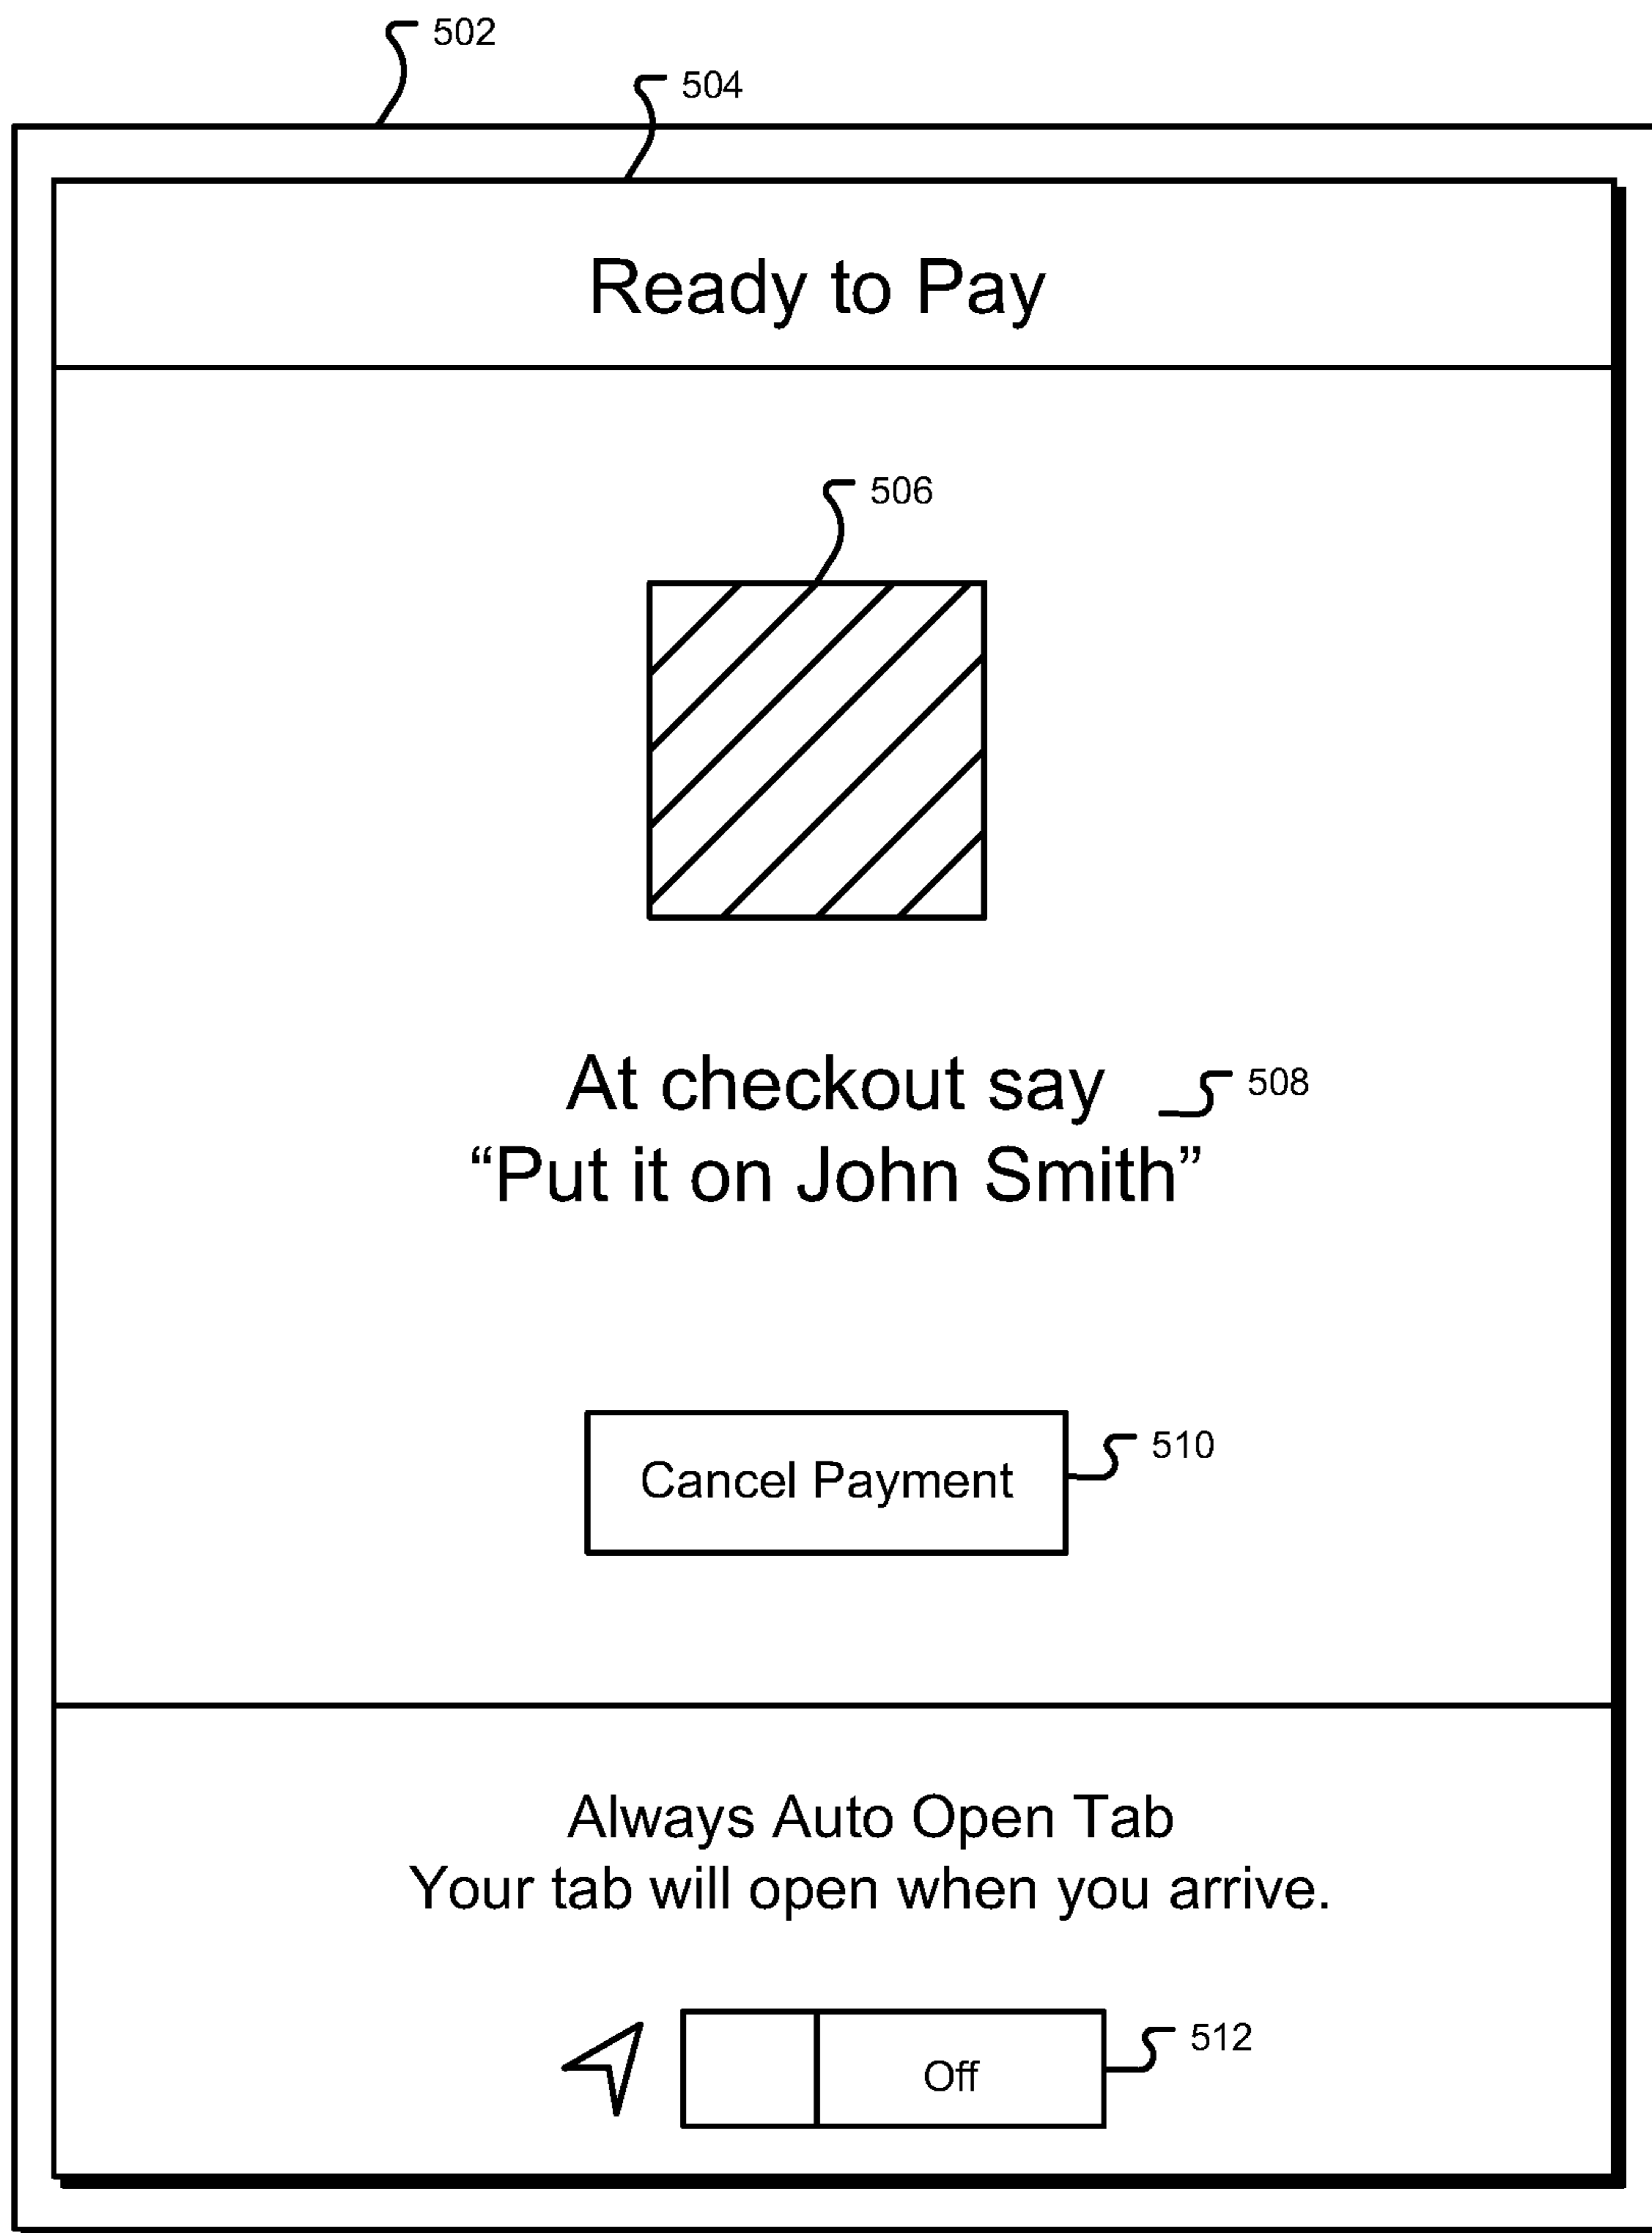 502
504
Ready to Pay
506
At checkout say
508
“Put it on John Smith”
Cancel Payment
510
Always Auto Open Tab
Your tab will open when you arrive.
Off
512